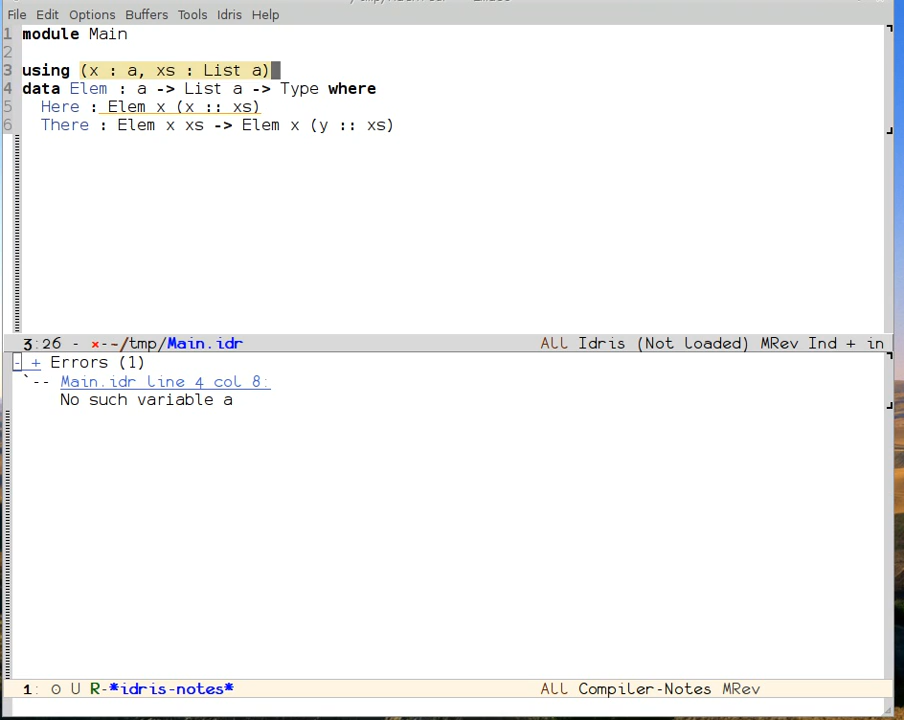 File Edit Options Buffers Tools Idris Help
1 module Main
2
3 using (x : a, xs : List a)
4 data Elem : a -> List a -> Type where
5   Here : Elem x (x :: xs)
6   There : Elem x xs -> Elem x (y :: xs)
3:26 - ×--/tmp/Main.idr All Idris (Not Loaded) MRev Ind + in
- + Errors (1)
`-- Main.idr line 4 col 8:
No such variable a
1: O U R-*idris-notes* All Compiler-Notes MRev